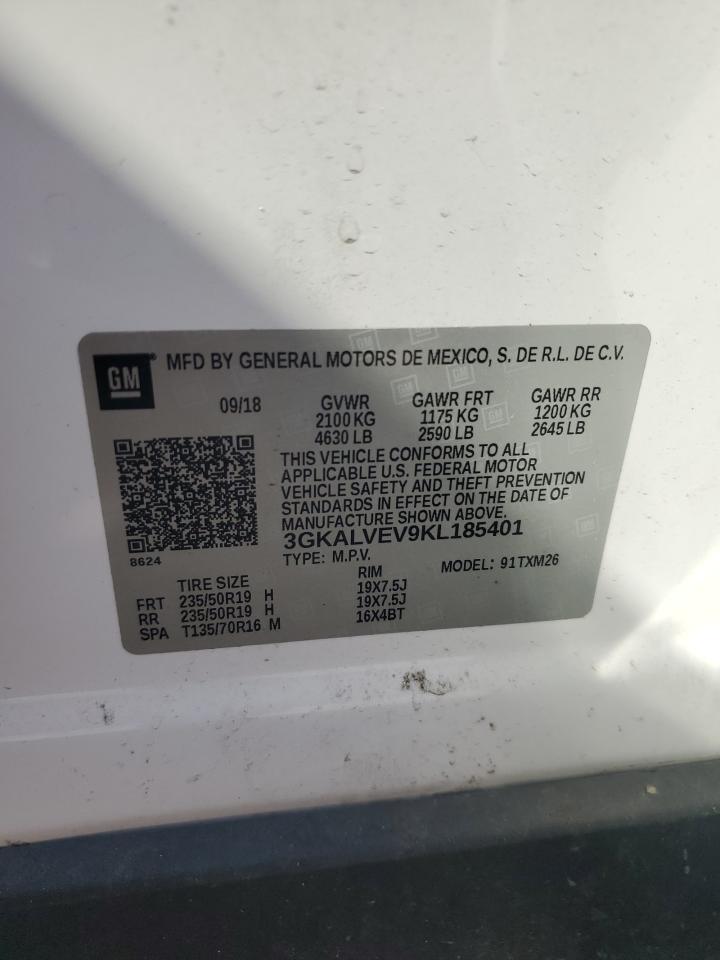 GM® MFD BY GENERAL MOTORS DE MEXICO, S. DE R.L. DE C.V.
09/18 GVWR GAWR FRT GAWR RR
2100 KG 1175 KG 1200 KG
4630 LB 2590 LB 2645 LB
THIS VEHICLE CONFORMS TO ALL
APPLICABLE U.S. FEDERAL MOTOR
VEHICLE SAFETY AND THEFT PREVENTION
STANDARDS IN EFFECT ON THE DATE OF
MANUFACTURE SHOWN ABOVE.
3GKALVEV9KL185401
8624 TYPE: M.P.V. MODEL: 91TXM26
TIRE SIZE RIM
FRT 235/50R19 H 19X7.5J
RR 235/50R19 H 19X7.5J
SPA T135/70R16 M 16X4BT